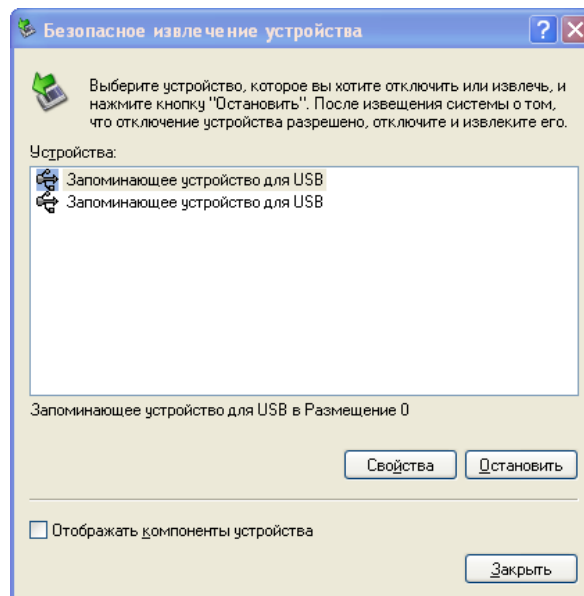 Безопасное извлечение устройства
Выберите устройство, которое вы хотите отключить или извлечь, и
нажмите кнопку "Остановить". После извещения системы о том,
что отключение устройства разрешено, отключите и извлеките его.
Устройства:
Запоминающее устройство для USB
Запоминающее устройство для USB
Запоминающее устройство для USB в Размещение 0
Свойства
Остановить
Отображать компоненты устройства
Закрыть